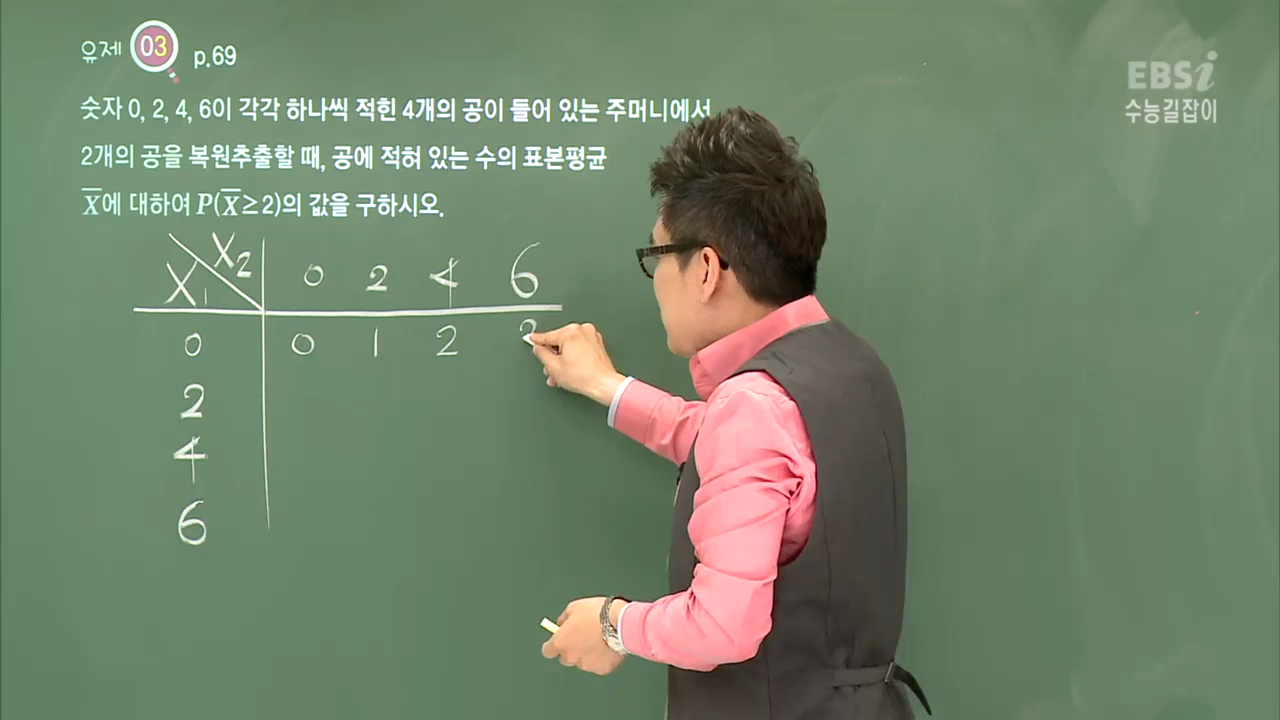 유제 03 p.69
EBSi
수능길잡이
숫자 0, 2, 4, 6이 각각 하나씩 적힌 4개의 공이 들어 있는 주머니에서
2개의 공을 복원추출할 때, 공에 적혀 있는 수의 표본평균
X̅에 대하여 P(X̅≥2)의 값을 구하시오.
X₁ X₂ 0 2 4 6
0 0 1 2
2
4
6